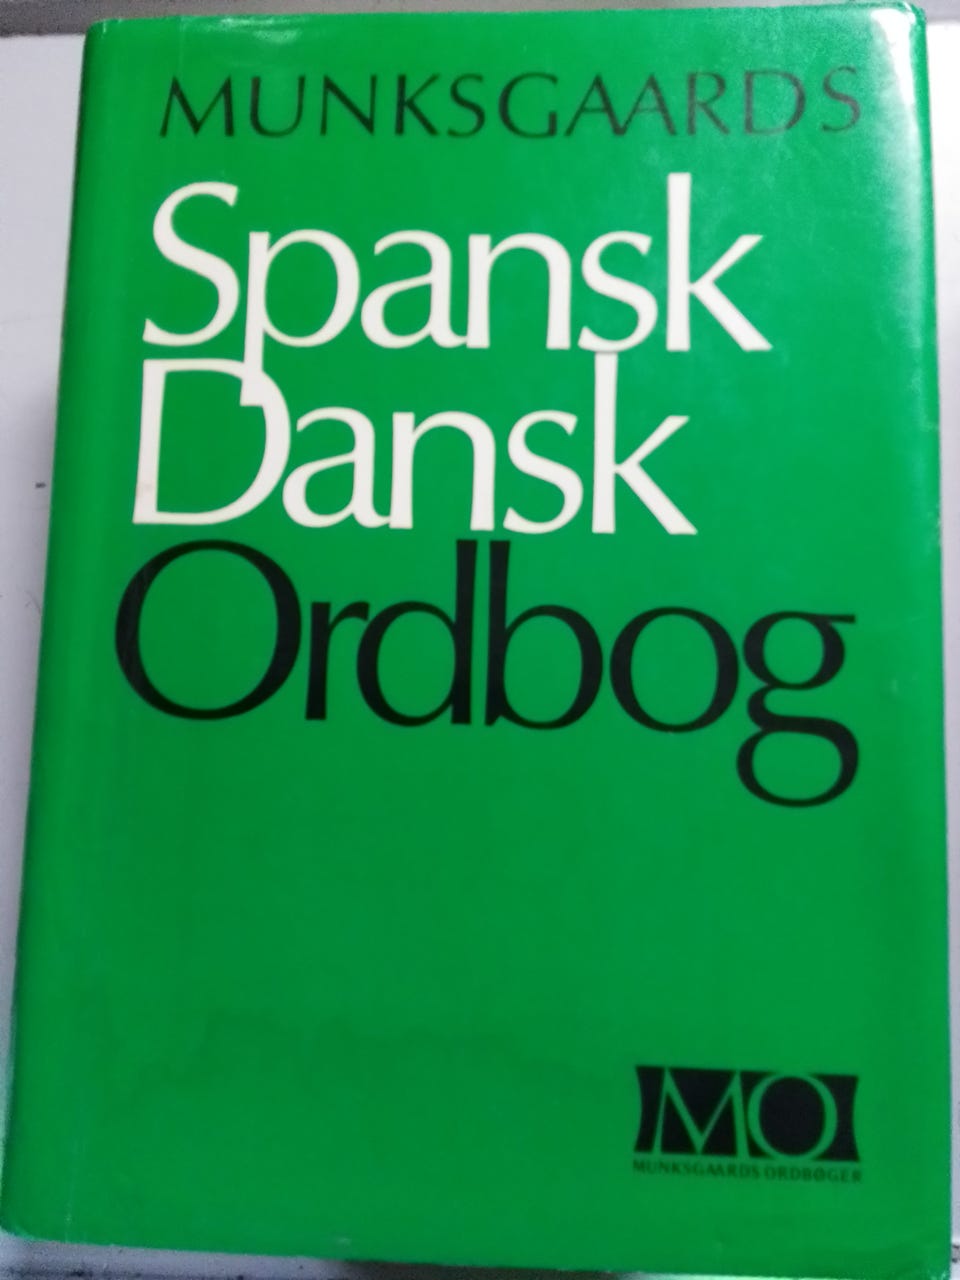 MUNKSGAARDS
Spansk
Dansk
Ordbog
MO
MUNKSGAARDS ORDBØGER